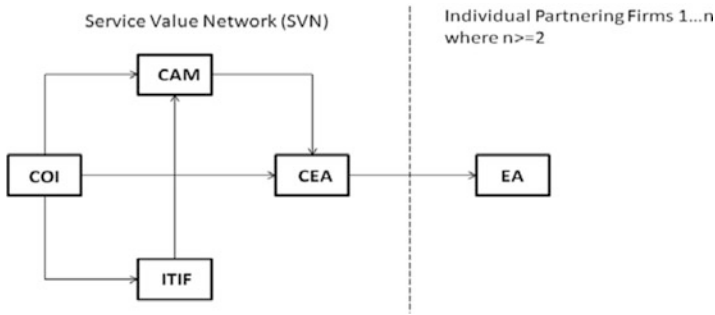 Service Value Network (SVN)
Individual Partnering Firms 1...n
where n>=2
CAM
COI
CEA
EA
ITIF